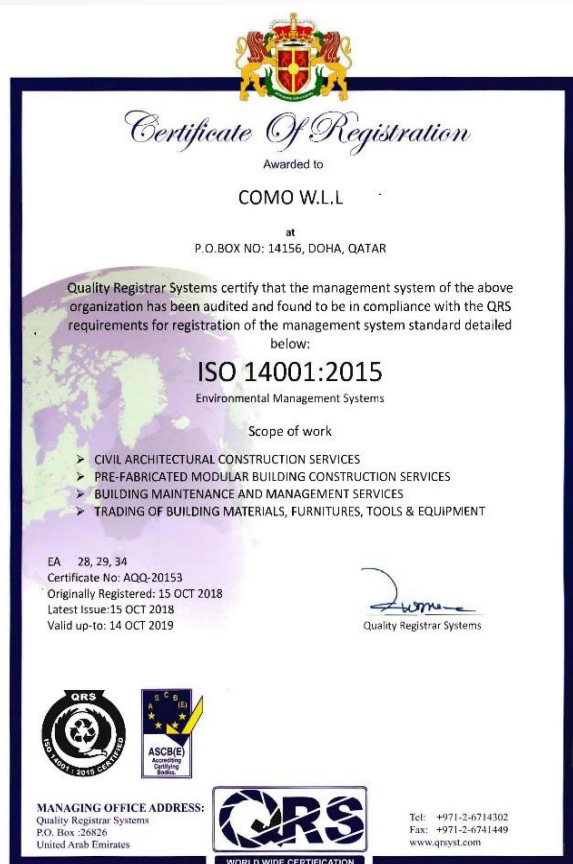 Certificate Of Registration
Awarded to
COMO W.L.L
at
P.O.BOX NO: 14156, DOHA, QATAR
Quality Registrar Systems certify that the management system of the above
organization has been audited and found to be in compliance with the QRS
requirements for registration of the management system standard detailed
below:
ISO 14001:2015
Environmental Management Systems
Scope of work
➢ CIVIL ARCHITECTURAL CONSTRUCTION SERVICES
➢ PRE-FABRICATED MODULAR BUILDING CONSTRUCTION SERVICES
➢ BUILDING MAINTENANCE AND MANAGEMENT SERVICES
➢ TRADING OF BUILDING MATERIALS, FURNITURES, TOOLS & EQUIPMENT
EA 28, 29, 34
Certificate No: AQQ-20153
Originally Registered: 15 OCT 2018
Latest Issue:15 OCT 2018
Valid up-to: 14 OCT 2019
Quality Registrar Systems
QRS
ISO 14001 : 2015 CERTIFIED
A S C B (E)
ASCB(E)
Accrediting
Certifying
Bodies.
MANAGING OFFICE ADDRESS:
Quality Registrar Systems
P.O. Box :26826
United Arab Emirates
QRS
WORLD WIDE CERTIFICATION
Tel: +971-2-6714302
Fax: +971-2-6741449
www.qrsyst.com